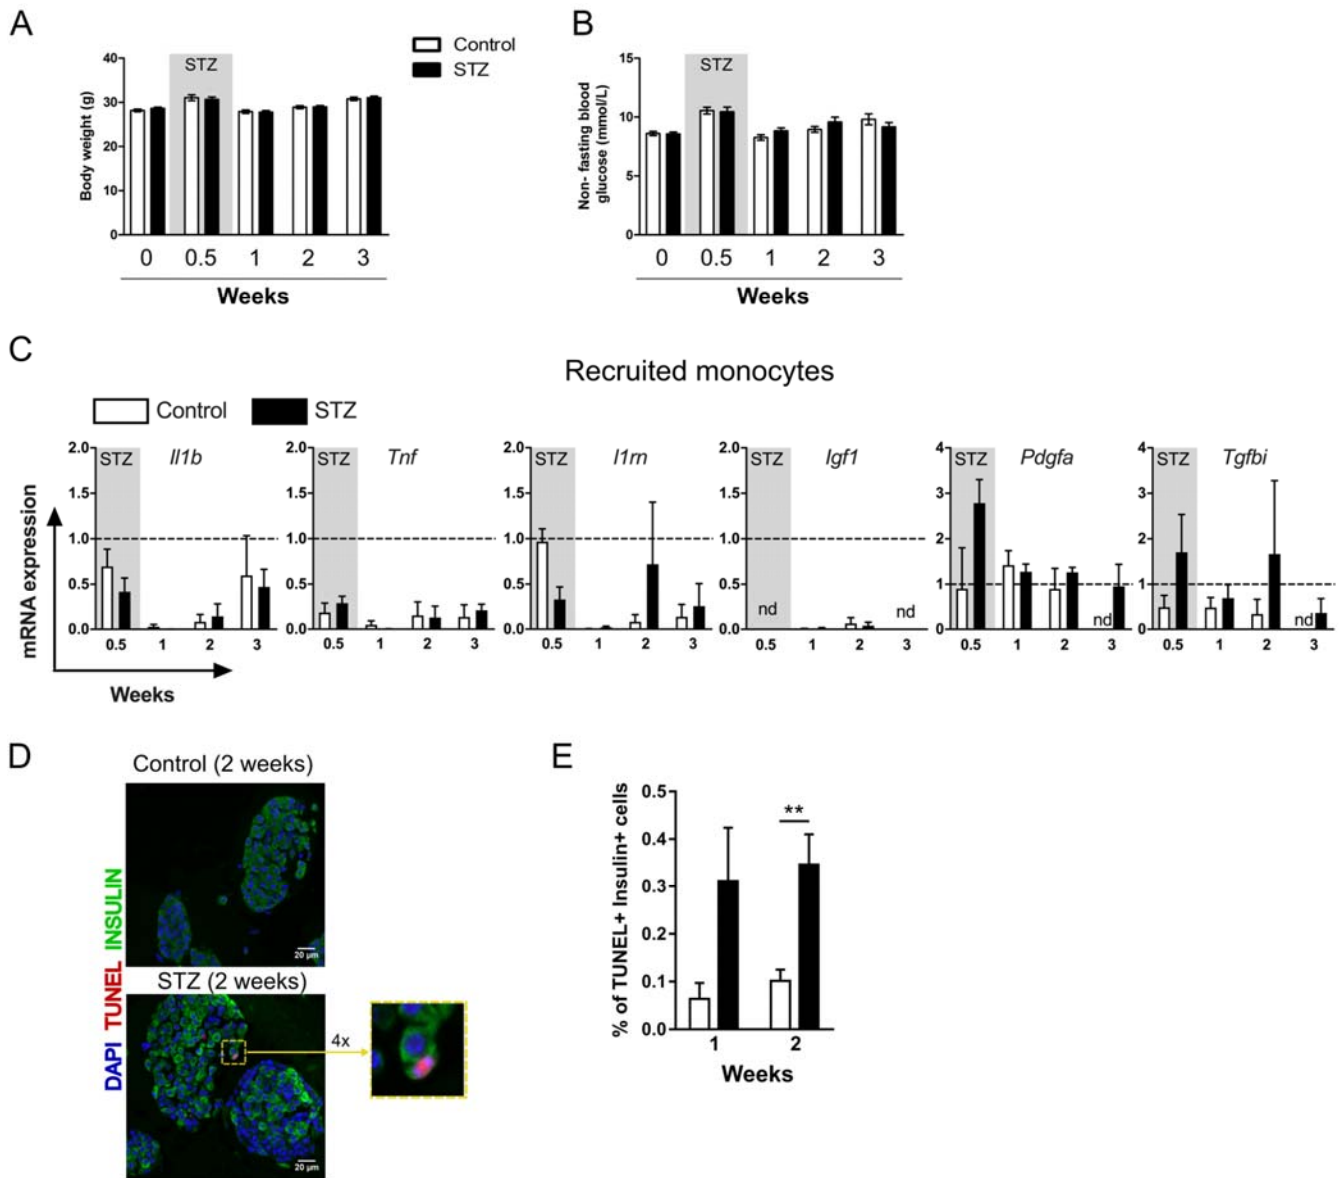 A
B
Control
STZ
40
30
20
10
0
STZ
Body weight (g)
0 0.5 1 2 3
Weeks
15
10
5
0
STZ
Non- fasting blood
glucose (mmol/L)
0 0.5 1 2 3
Weeks
C
Recruited monocytes
Control STZ
mRNA expression
Weeks
2.0
1.5
1.0
0.5
0.0
STZ
Il1b
0.5 1 2 3
2.0
1.5
1.0
0.5
0.0
STZ
Tnf
0.5 1 2 3
2.0
1.5
1.0
0.5
0.0
STZ
I1rn
0.5 1 2 3
2.0
1.5
1.0
0.5
0.0
STZ
Igf1
nd
nd
0.5 1 2 3
4
3
2
1
0
STZ
Pdgfa
nd
0.5 1 2 3
4
3
2
1
0
STZ
Tgfbi
nd
0.5 1 2 3
D
Control (2 weeks)
20 μm
STZ (2 weeks)
20 μm
4x
DAPI TUNEL INSULIN
E
% of TUNEL+ Insulin+ cells
0.5
0.4
0.3
0.2
0.1
0.0
**
1 2
Weeks